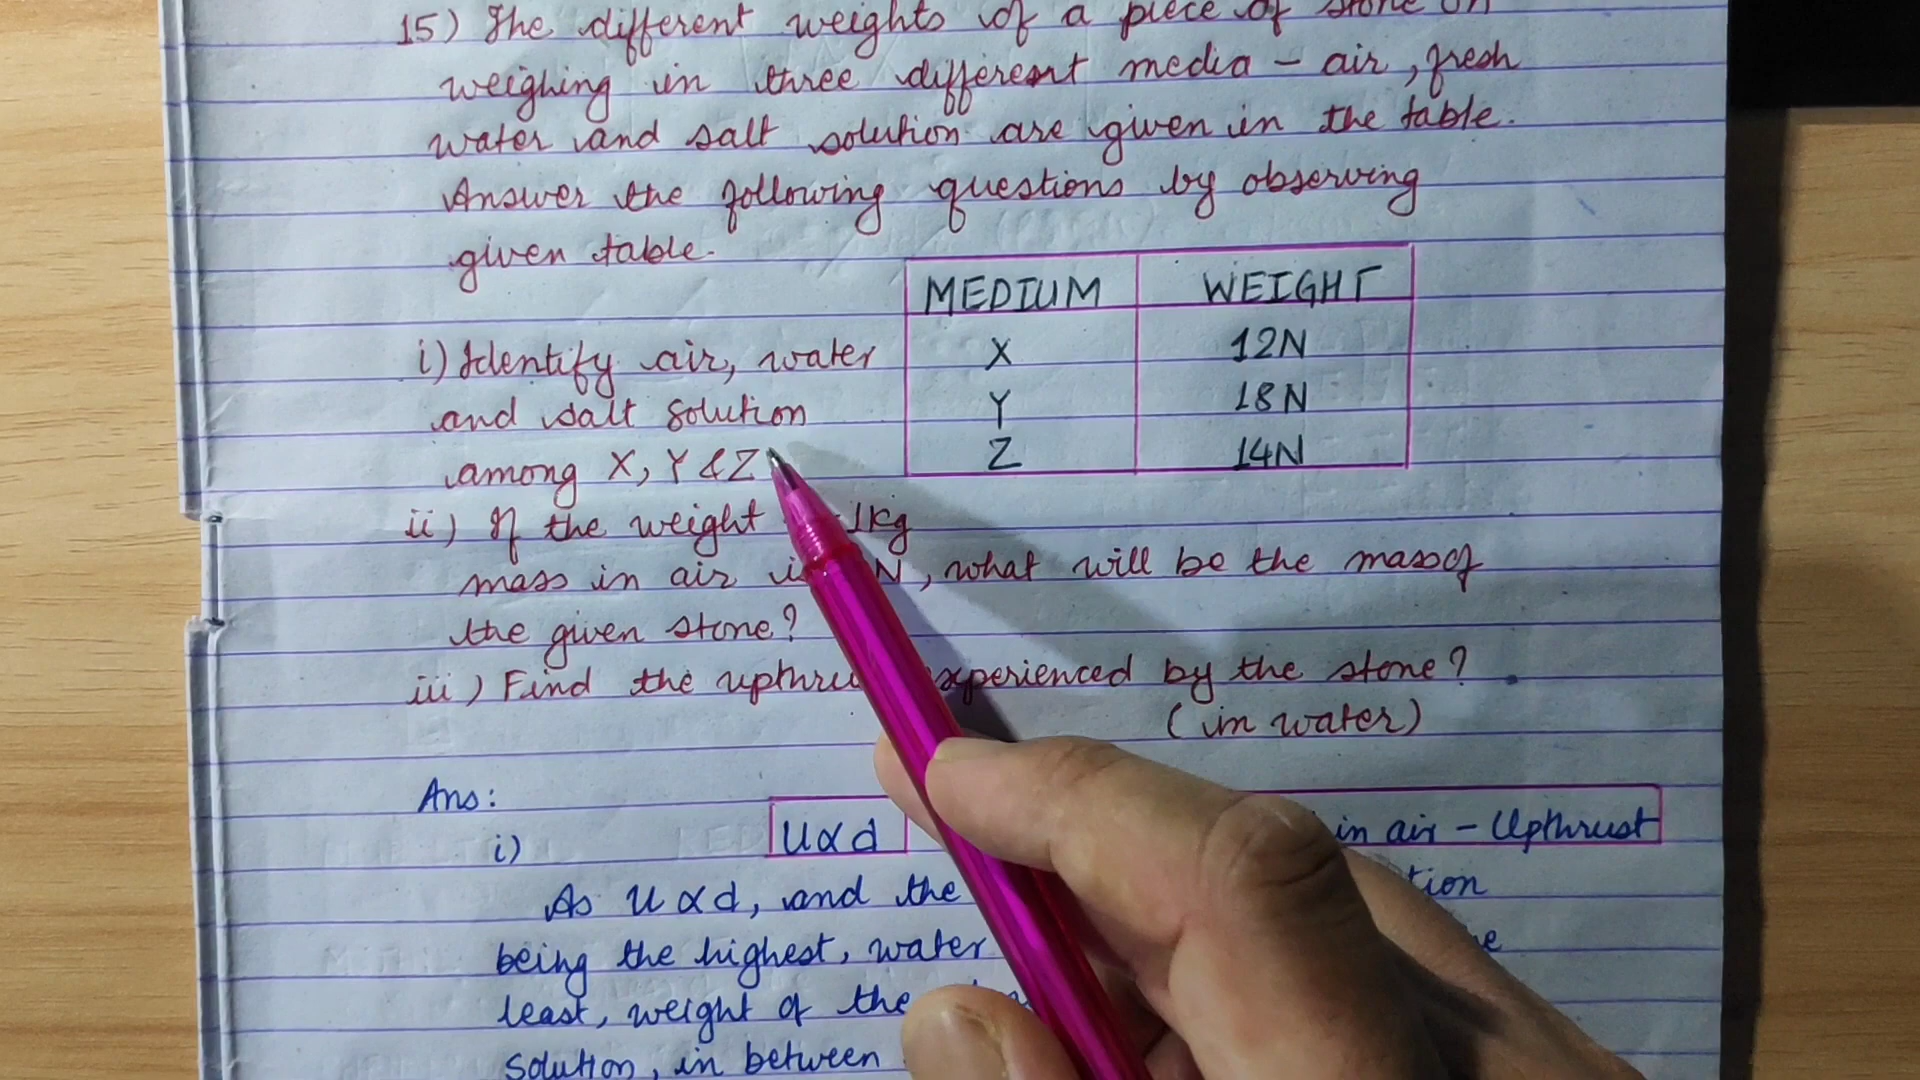 15) The different weights of a piece of stone on
weighing in three different media - air, fresh
water and salt solution are given in the table.
Answer the following questions by observing
given table.
MEDIUM WEIGHT
X 12N
Y 18N
Z 14N
i) Identify air, water
and salt solution
among X, Y & Z
ii) If the weight 1kg
mass in air N, what will be the mass of
the given stone?
iii) Find the experienced by the stone?
(in water)
Ans:
i) U α d in air - Upthrust
As U α d, and the
being the highest, water
least, weight of the
solution, in between